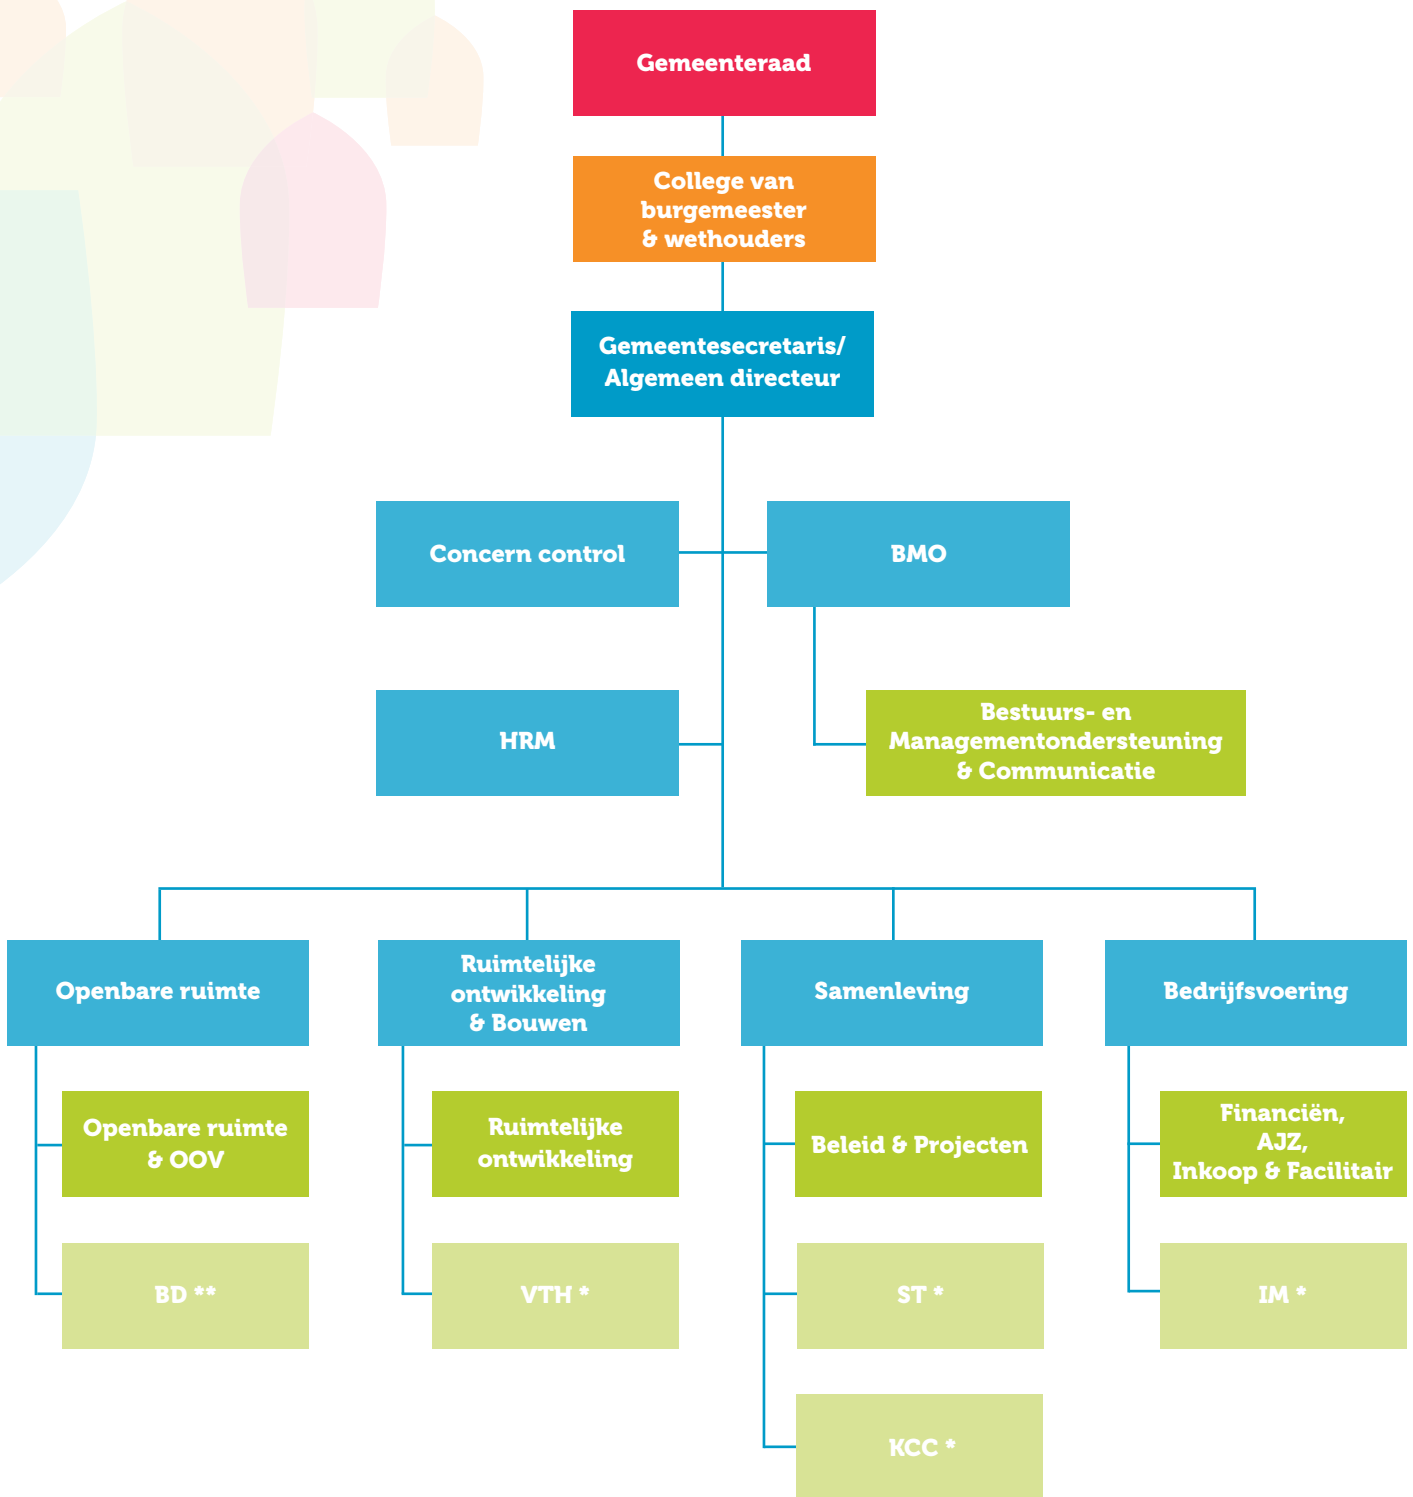 Gemeenteraad
College van
burgemeester
& wethouders
Gemeentesecretaris/
Algemeen directeur
Concern control
BMO
HRM
Bestuurs- en
Managementondersteuning
& Communicatie
Openbare ruimte
Ruimtelijke
ontwikkeling
& Bouwen
Samenleving
Bedrijfsvoering
Openbare ruimte
& OOV
Ruimtelijke
ontwikkeling
Beleid & Projecten
Financiën,
AJZ,
Inkoop & Facilitair
BD **
VTH *
ST *
IM *
KCC *